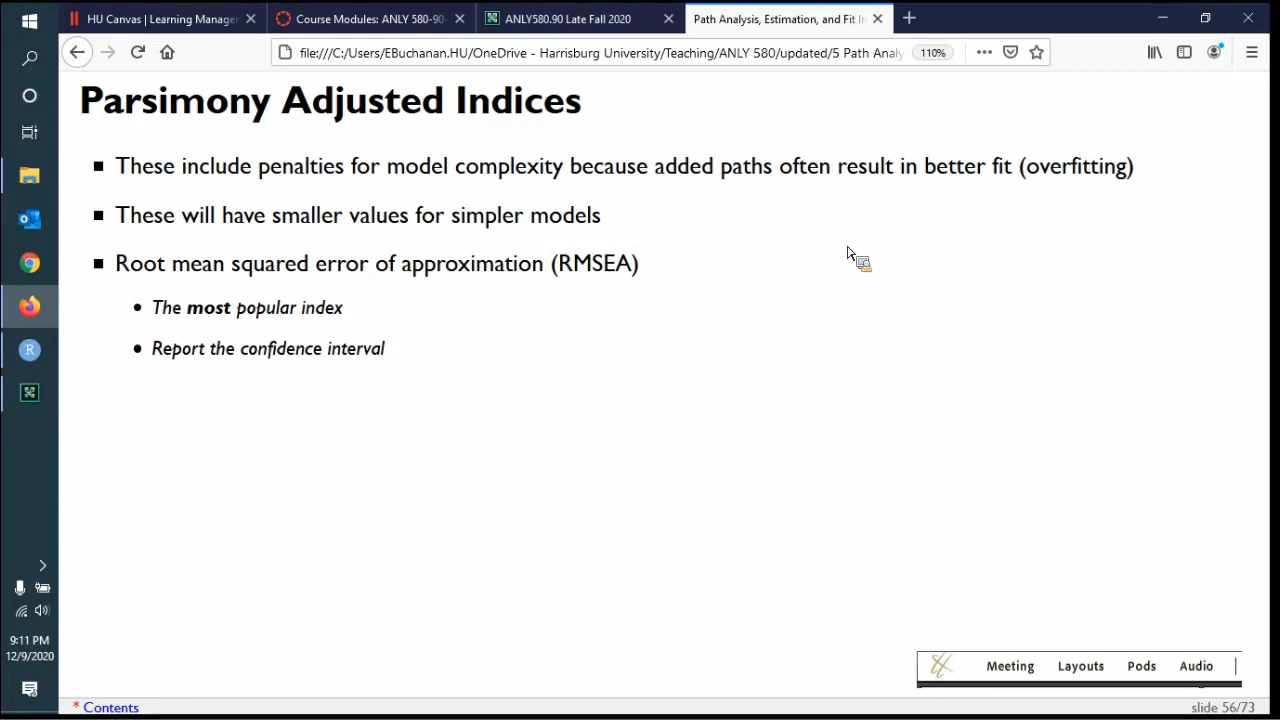 HU Canvas | Learning Manage
Course Modules: ANLY 580-90-
ANLY580.90 Late Fall 2020
Path Analysis, Estimation, and Fit In
file:///C:/Users/EBuchanan.HU/OneDrive - Harrisburg University/Teaching/ANLY 580/updated/5 Path Analy
110%
Parsimony Adjusted Indices
These include penalties for model complexity because added paths often result in better fit (overfitting)
These will have smaller values for simpler models
Root mean squared error of approximation (RMSEA)
The most popular index
Report the confidence interval
9:11 PM
12/9/2020
Meeting Layouts Pods Audio
* Contents
slide 56/73